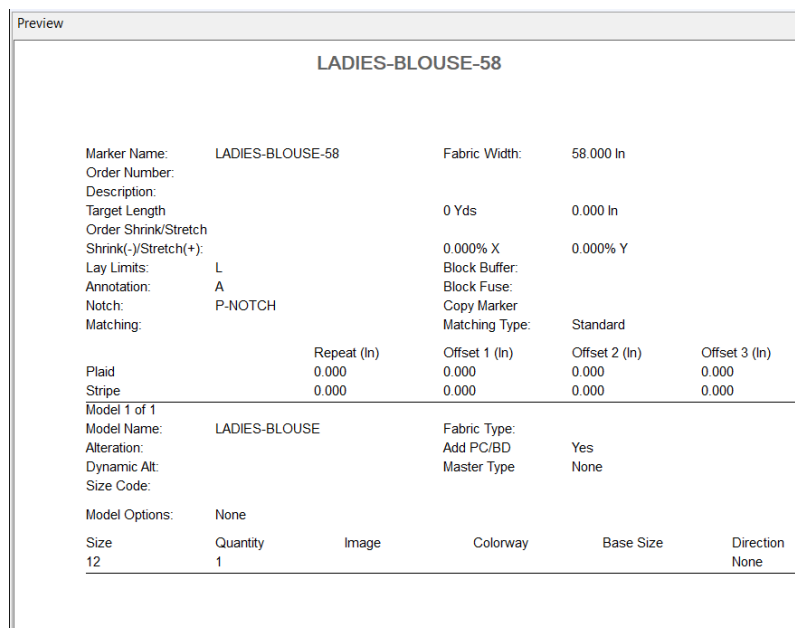 Preview
LADIES-BLOUSE-58
Marker Name: LADIES-BLOUSE-58 Fabric Width: 58.000 In
Order Number:
Description:
Target Length 0 Yds 0.000 In
Order Shrink/Stretch
Shrink(-)/Stretch(+): 0.000% X 0.000% Y
Lay Limits: L Block Buffer:
Annotation: A Block Fuse:
Notch: P-NOTCH Copy Marker
Matching: Matching Type: Standard
Repeat (In) Offset 1 (In) Offset 2 (In) Offset 3 (In)
Plaid 0.000 0.000 0.000 0.000
Stripe 0.000 0.000 0.000 0.000
Model 1 of 1
Model Name: LADIES-BLOUSE Fabric Type:
Alteration: Add PC/BD Yes
Dynamic Alt: Master Type None
Size Code:
Model Options: None
Size Quantity Image Colorway Base Size Direction
12 1 None